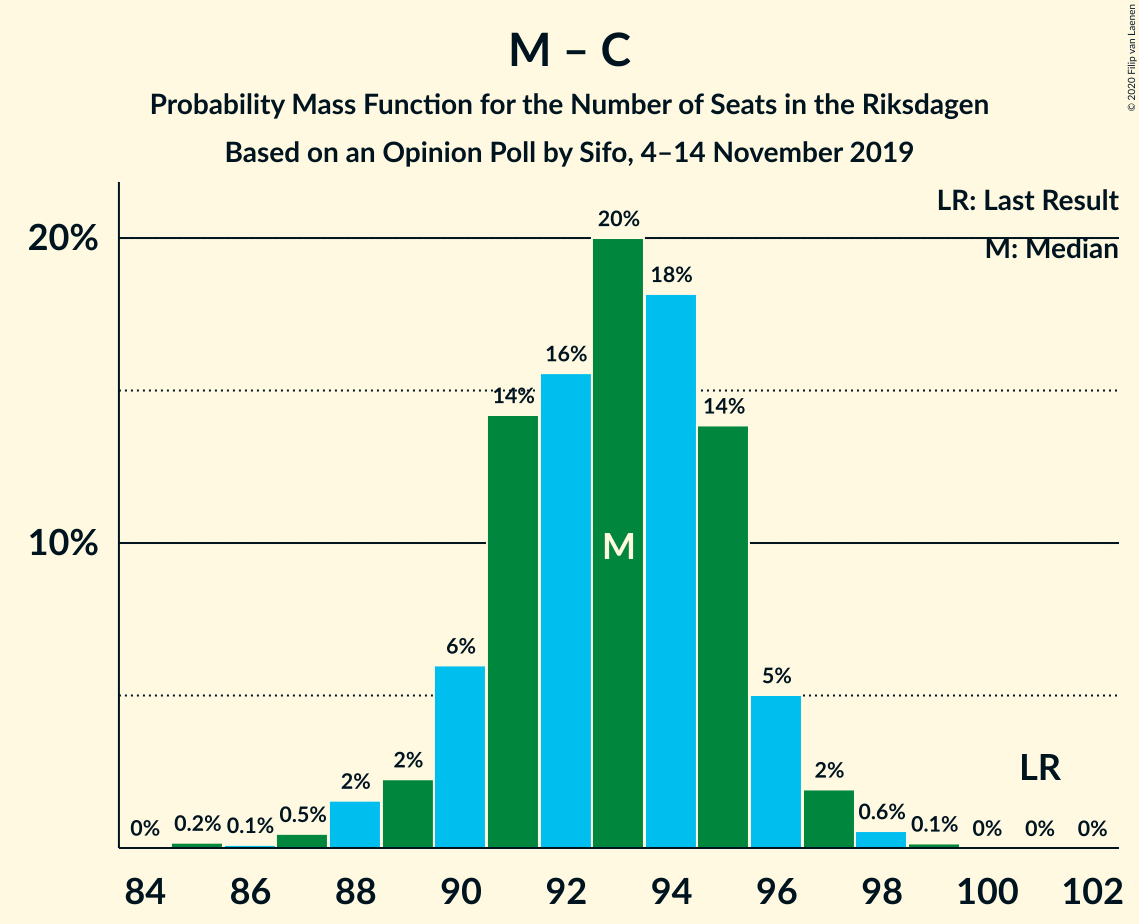 M – C
Probability Mass Function for the Number of Seats in the Riksdagen
Based on an Opinion Poll by Sifo, 4–14 November 2019
© 2020 Filip van Laenen
LR: Last Result
M: Median
20%
10%
0%
0.2%
0.1%
0.5%
2%
2%
6%
14%
16%
20%
18%
14%
5%
2%
0.6%
0.1%
0%
0%
0%
M
LR
84 86 88 90 92 94 96 98 100 102